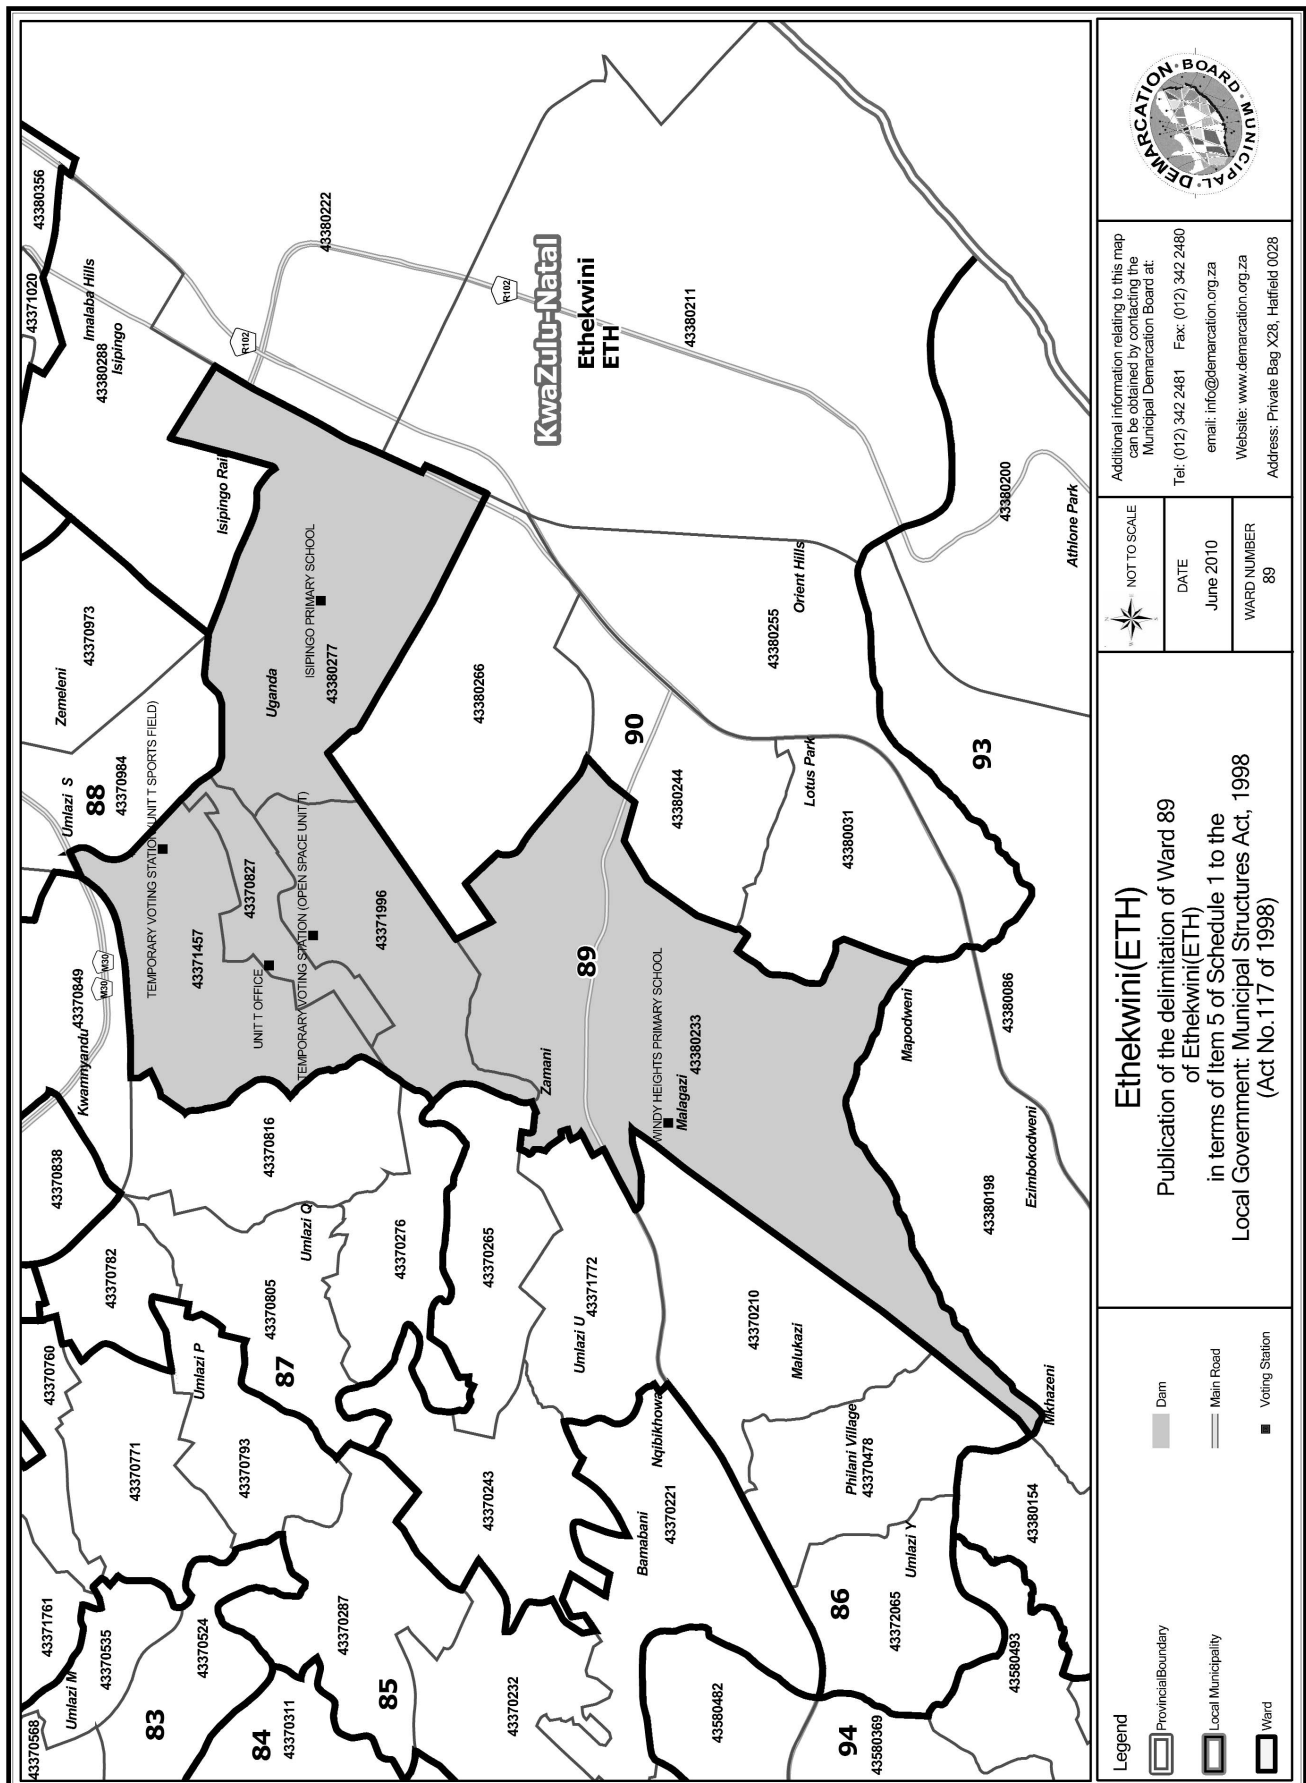 43370568
Umlazi M
43371761
43370535
83
43370524
84
43370311
43370287
85
43370232
43370760
43370771
43370793
Umlazi P
43370782
43370838
43370805
87
43370816
Umlazi Q
43370276
43370265
43370243
Umlazi U
43371772
Nqibikhowa
Bamabani
43370221
43580482
94
43580369
86
43372065
Umlazi Y
Philani Village
43370478
Malukazi
43370210
43580493
43380154
Mkhazeni
Kwamnyandu
43370849
M30
M30
Umlazi S
88
43370984
Zemeleni
43370973
TEMPORARY VOTING STATION (UNIT T SPORTS FIELD)
43371457
43370827
UNIT T OFFICE
TEMPORARY VOTING STATION (OPEN SPACE UNIT T)
43371996
Uganda
ISIPINGO PRIMARY SCHOOL
43380277
Isipingo Rail
43371020
43380356
Imalaba Hills
43380288
Isipingo
43380222
R102
R102
KwaZulu-Natal
Ethekwini
ETH
43380211
43380266
90
43380244
89
Zamani
WINDY HEIGHTS PRIMARY SCHOOL
Malagazi
43380233
Lotus Park
43380031
Orient Hills
43380255
93
43380200
Athlone Park
Mapodweni
43380086
Ezimbokodweni
43380198
Legend
ProvincialBoundary
Local Municipality
Ward
Dam
Main Road
Voting Station
Ethekwini(ETH)
Publication of the delimitation of Ward 89
of Ethekwini(ETH)
in terms of Item 5 of Schedule 1 to the
Local Government: Municipal Structures Act, 1998
(Act No.117 of 1998)
N
S
NOT TO SCALE
DATE
June 2010
WARD NUMBER
89
Additional information relating to this map
can be obtained by contacting the
Municipal Demarcation Board at:
Tel: (012) 342 2481 Fax: (012) 342 2480
email: info@demarcation.org.za
Website: www.demarcation.org.za
Address: Private Bag X28, Hatfield 0028
MUNICIPAL · DEMARCATION · BOARD ·